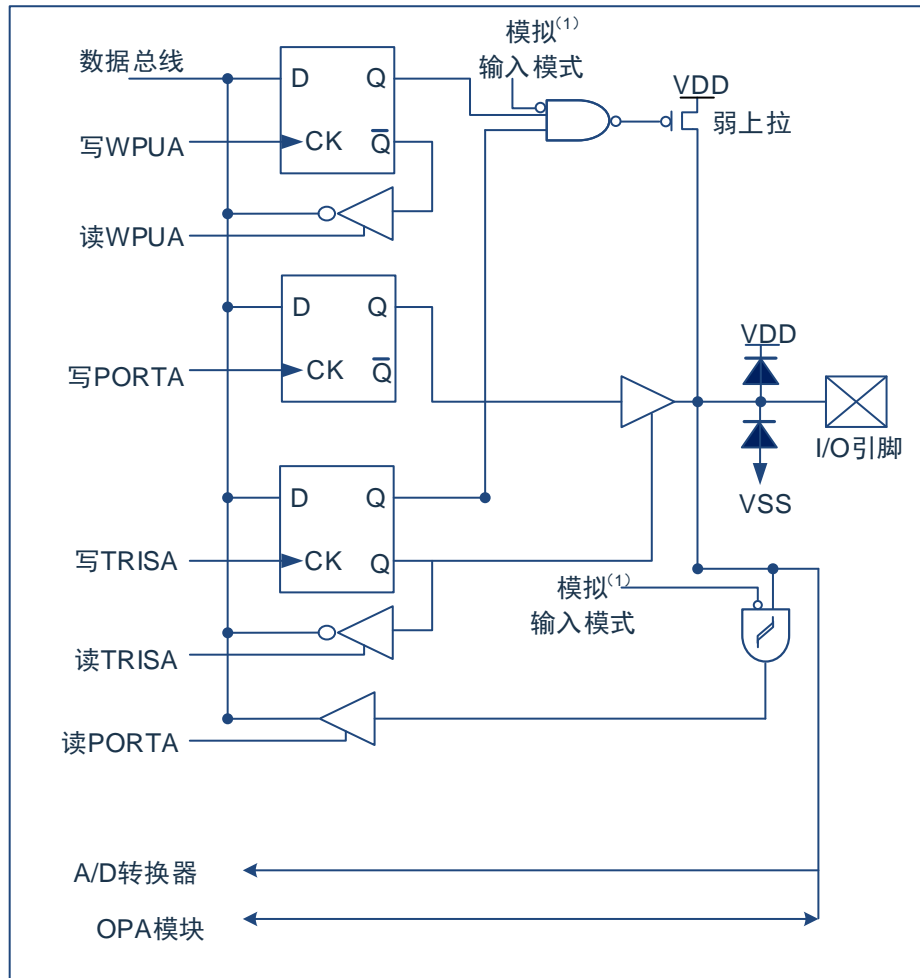 模拟(1)
输入模式
数据总线
D
Q
VDD
弱上拉
写WPUA
CK
Q̅
读WPUA
D
Q
VDD
写PORTA
CK
Q̅
I/O引脚
D
Q
VSS
写TRISA
CK
Q
模拟(1)
输入模式
读TRISA
读PORTA
A/D转换器
OPA模块